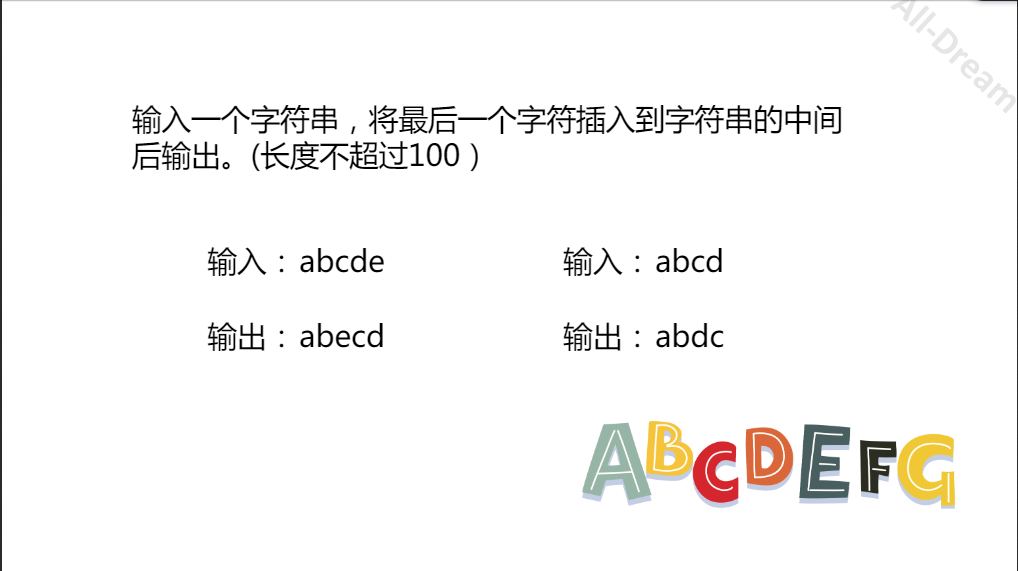 All-Dream
输入一个字符串，将最后一个字符插入到字符串的中间
后输出。(长度不超过100）
输入：abcde
输入：abcd
输出：abecd
输出：abdc
ABCDEFG